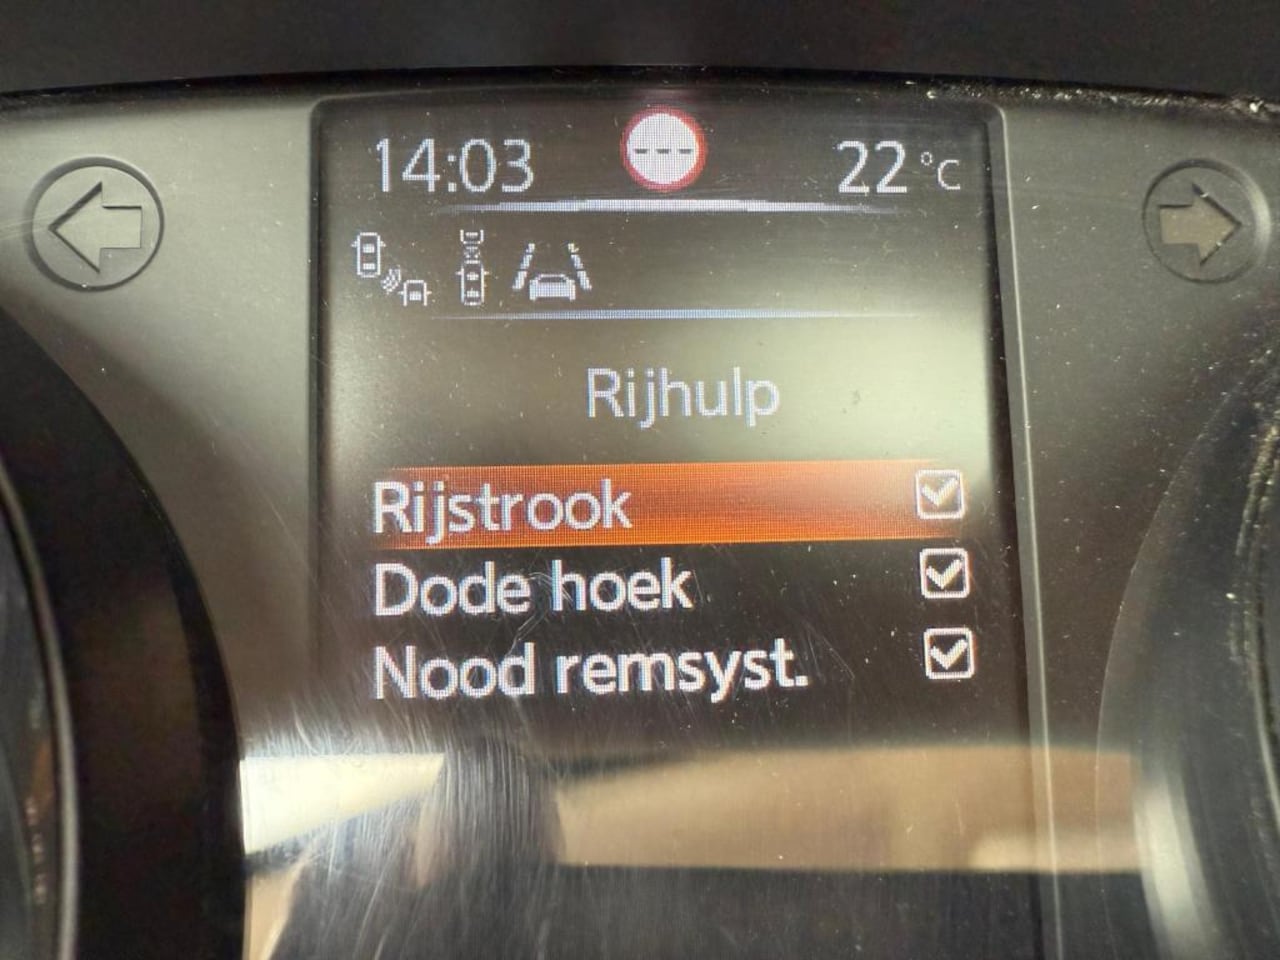 14:03 --- 22 °C
Rijhulp
Rijstrook
Dode hoek
Nood remsyst.